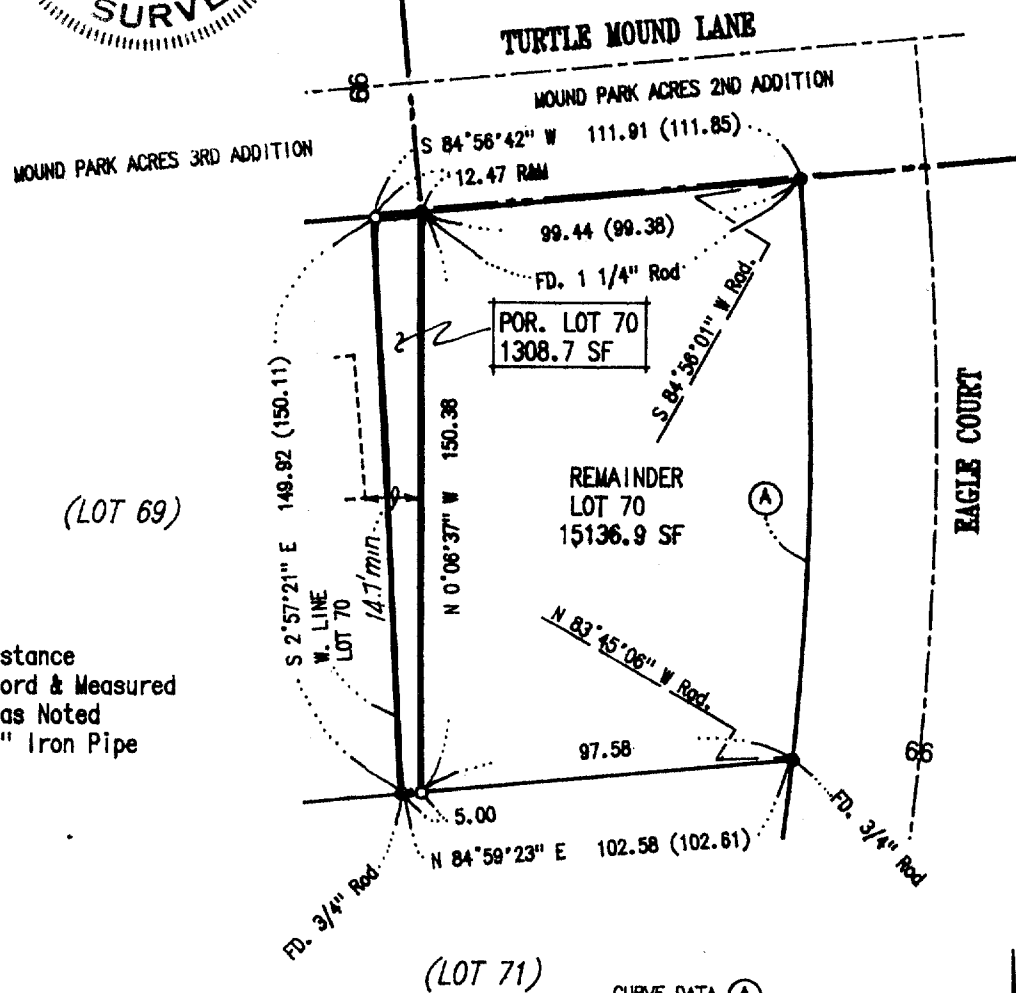 SURVE
TURTLE MOUND LANE
66
MOUND PARK ACRES 2ND ADDITION
MOUND PARK ACRES 3RD ADDITION
S 84°56'42" W 111.91 (111.85)
12.47 R&M
99.44 (99.38)
FD. 1 1/4" Rod
S 84°56'01" W Rad.
POR. LOT 70
1308.7 SF
149.92 (150.11)
S 2°57'21" E
N 0°06'37" W 150.38
EAGLE COURT
REMAINDER
LOT 70
15136.9 SF
A
(LOT 69)
14.1'min.
W. LINE
LOT 70
N 83°45'06" W Rad.
stance
ord & Measured
as Noted
" Iron Pipe
97.58
66
5.00
N 84°59'23" E 102.58 (102.61)
FD. 3/4" Rod
FD. 3/4" Rod
(LOT 71)
CURVE DATA A